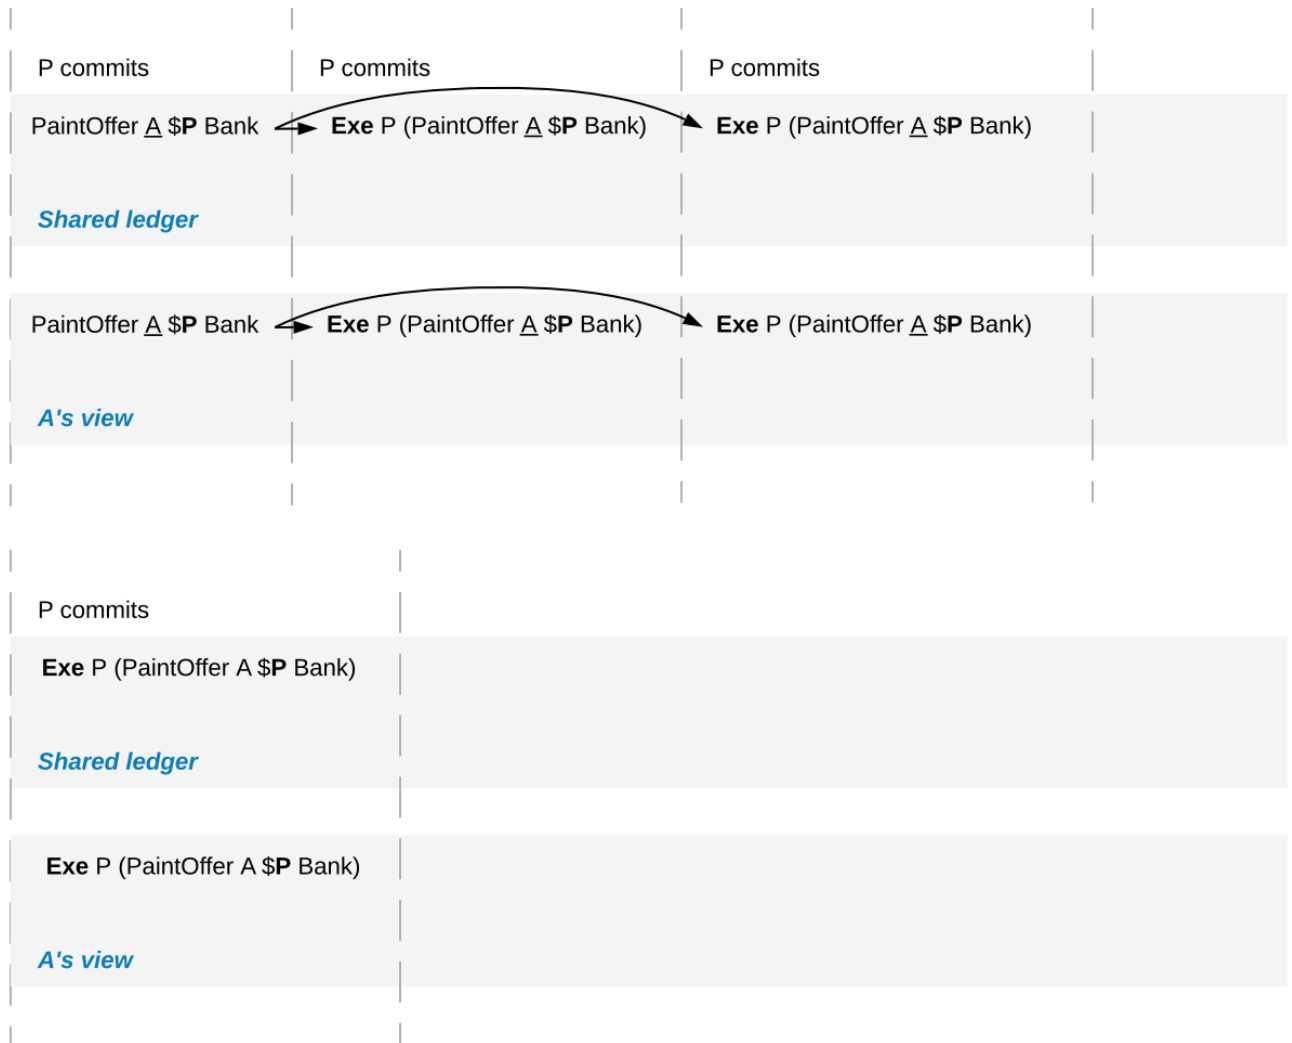 P commits P commits P commits
PaintOffer A $P Bank Exe P (PaintOffer A $P Bank) Exe P (PaintOffer A $P Bank)
Shared ledger
PaintOffer A $P Bank Exe P (PaintOffer A $P Bank) Exe P (PaintOffer A $P Bank)
A's view
P commits
Exe P (PaintOffer A $P Bank)
Shared ledger
Exe P (PaintOffer A $P Bank)
A's view